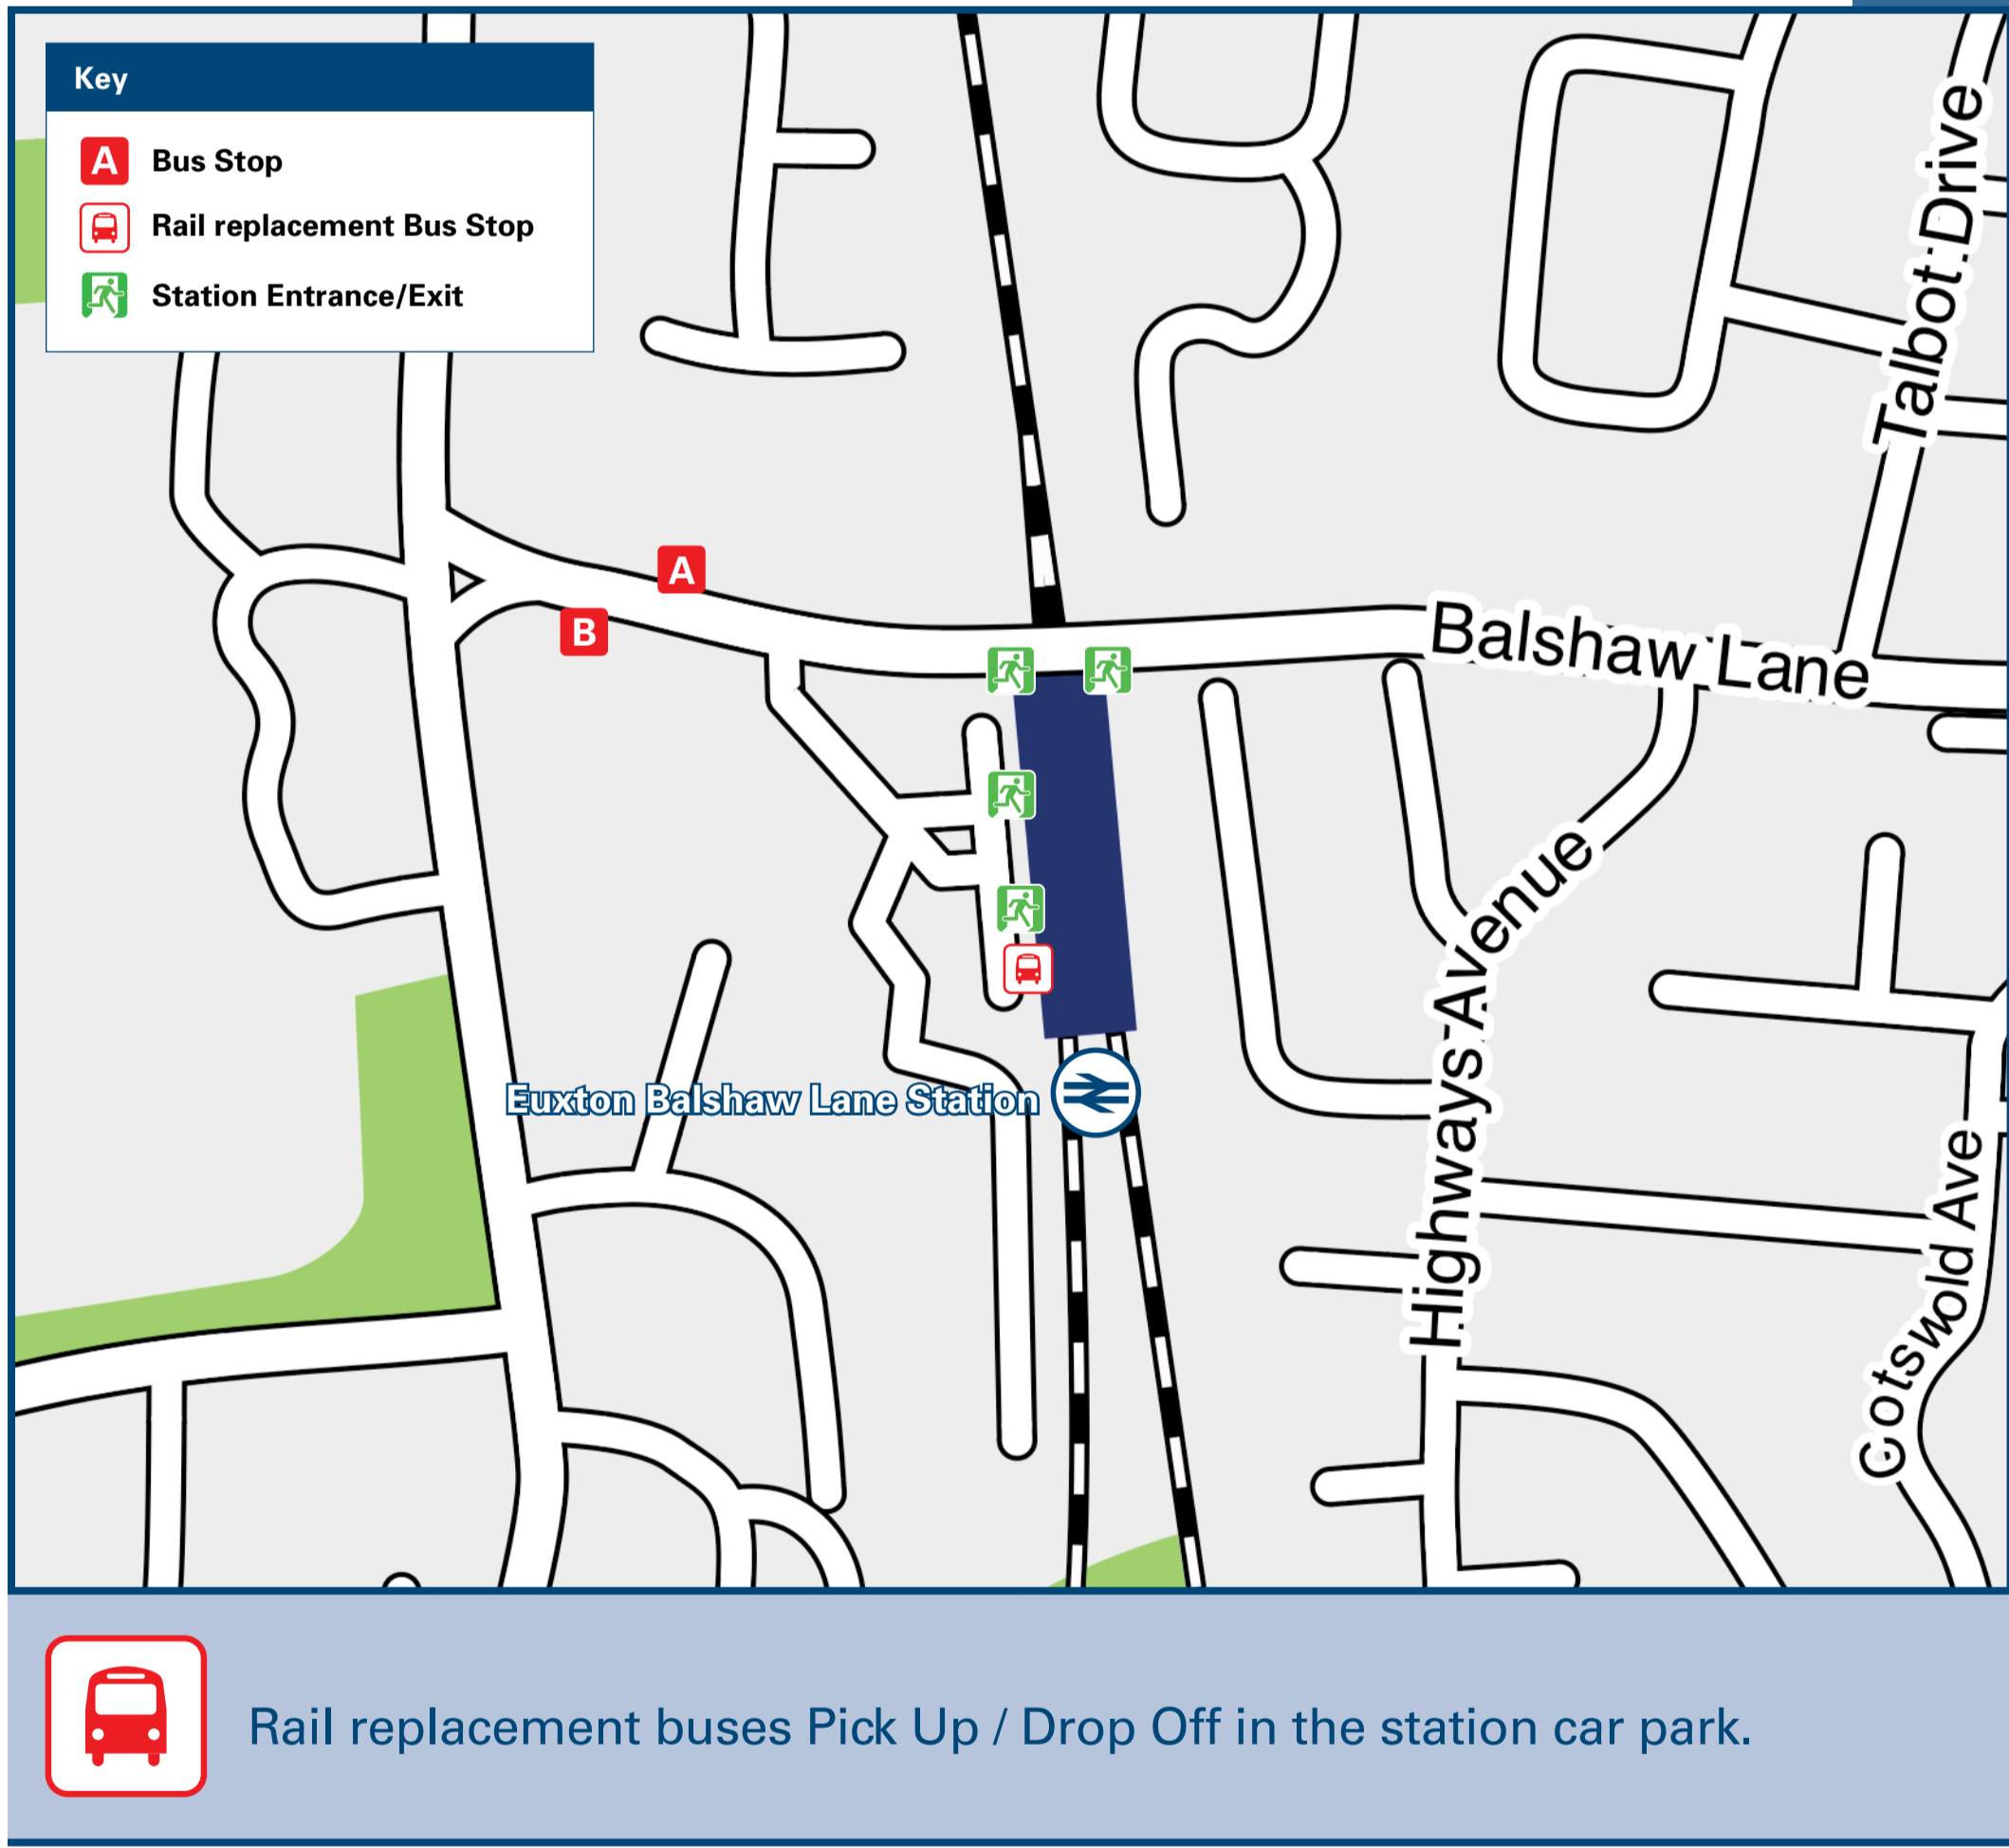 Key
A Bus Stop
Rail replacement Bus Stop
Station Entrance/Exit
Talbot Drive
A
B
Balshaw Lane
Highways Avenue
Euxton Balshaw Lane Station
Cotswold Ave
Rail replacement buses Pick Up / Drop Off in the station car park.